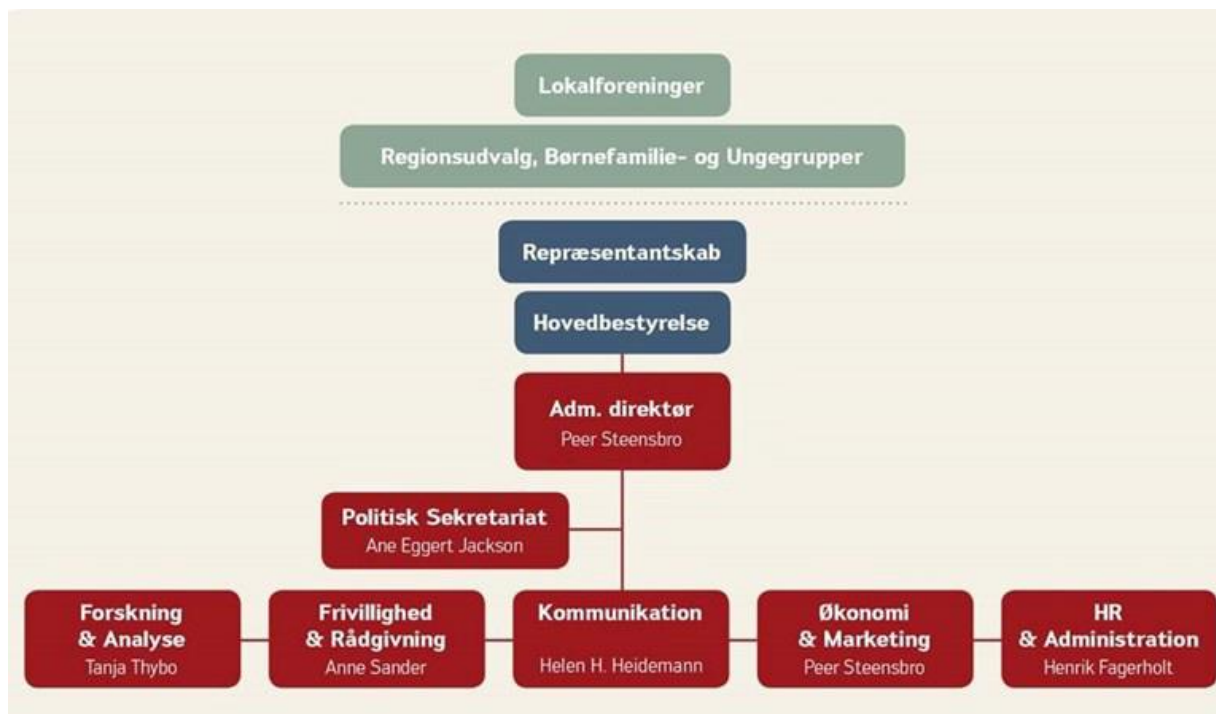 Lokalforeninger
Regionsudvalg, Børnefamilie- og Ungegrupper
Repræsentantskab
Hovedbestyrelse
Adm. direktør
Peer Steensbro
Politisk Sekretariat
Ane Eggert Jackson
Forskning
& Analyse
Tanja Thybo
Frivillighed
& Rådgivning
Anne Sander
Kommunikation
Helen H. Heidemann
Økonomi
& Marketing
Peer Steensbro
HR
& Administration
Henrik Fagerholt